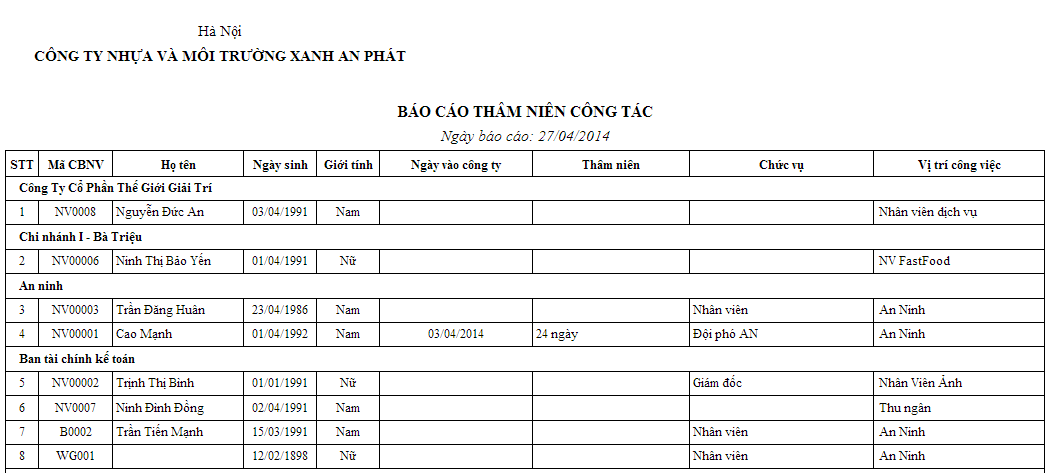 Hà Nội
CÔNG TY NHỰA VÀ MÔI TRƯỜNG XANH AN PHÁT
BÁO CÁO THÂM NIÊN CÔNG TÁC
Ngày báo cáo: 27/04/2014
STT Mã CBNV Họ tên Ngày sinh Giới tính Ngày vào công ty Thâm niên Chức vụ Vị trí công việc
Công Ty Cổ Phần Thế Giới Giải Trí
1 NV0008 Nguyễn Đức An 03/04/1991 Nam Nhân viên dịch vụ
Chi nhánh I - Bà Triệu
2 NV00006 Ninh Thị Bảo Yến 01/04/1991 Nữ NV FastFood
An ninh
3 NV00003 Trần Đăng Huân 23/04/1986 Nam Nhân viên An Ninh
4 NV00001 Cao Mạnh 01/04/1992 Nam 03/04/2014 24 ngày Đội phó AN An Ninh
Ban tài chính kế toán
5 NV00002 Trịnh Thị Bình 01/01/1991 Nữ Giám đốc Nhân Viên Ảnh
6 NV0007 Ninh Đình Đồng 02/04/1991 Nam Thu ngân
7 B0002 Trần Tiến Mạnh 15/03/1991 Nam Nhân viên An Ninh
8 WG001 12/02/1898 Nữ Nhân viên An Ninh